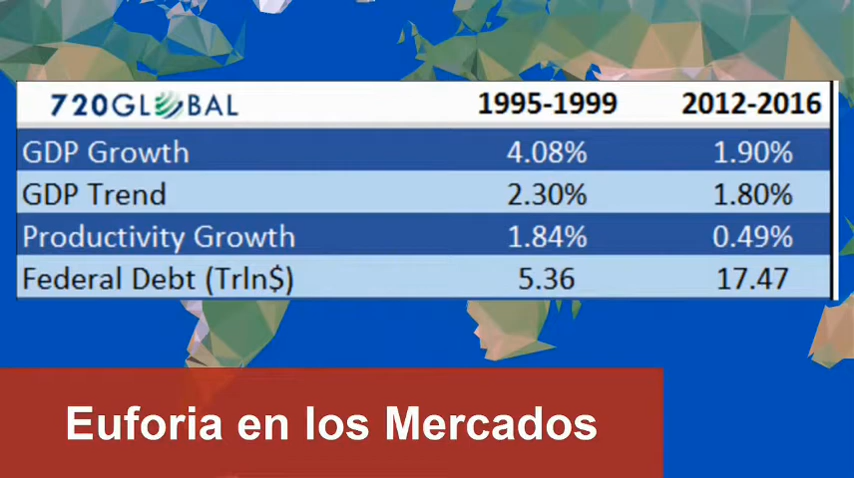 720GLOBAL 1995-1999 2012-2016
GDP Growth 4.08% 1.90%
GDP Trend 2.30% 1.80%
Productivity Growth 1.84% 0.49%
Federal Debt (Trln$) 5.36 17.47
Euforia en los Mercados